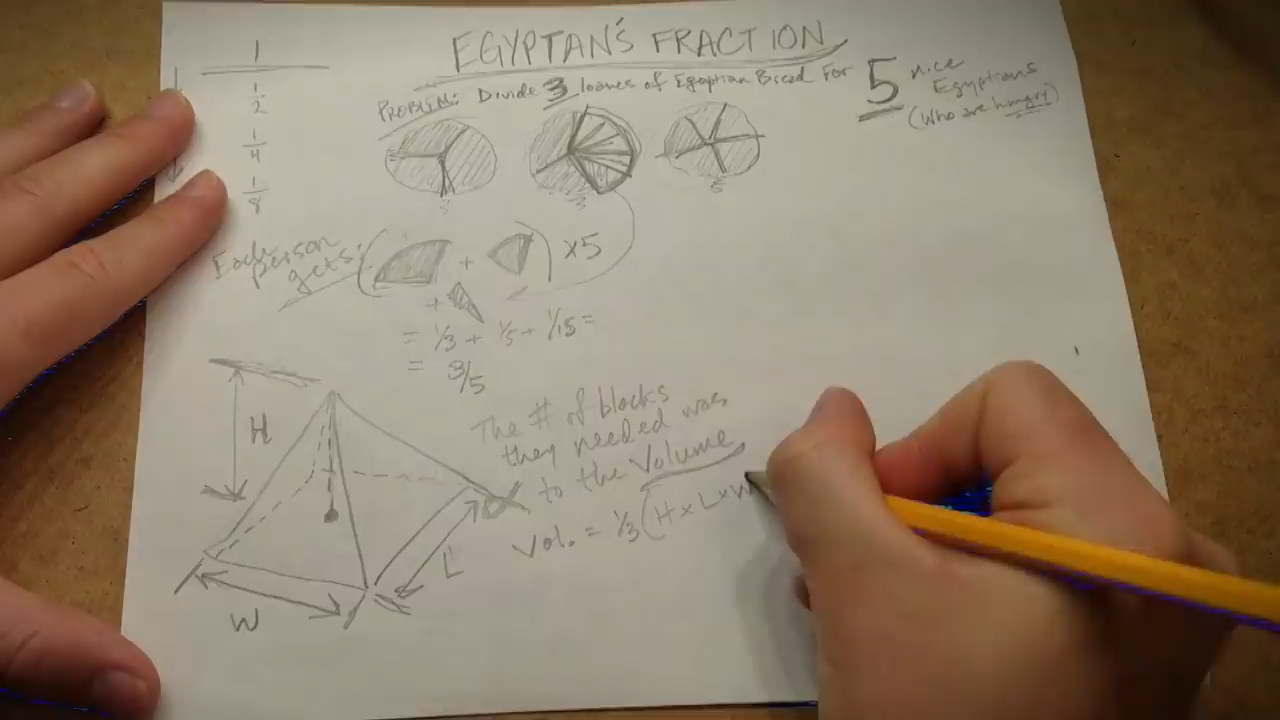 EGYPTAN'S FRACTION
PROBLEM: Divide 3 loaves of Egyptian Bread For 5 nice Egyptians
(Who are hungry)
1
1/2
1/4
1/8
3
5
Each person gets:
( + ) x5
+
= 1/3 + 1/5 + 1/15 =
= 3/5
H
W
L
The # of blocks
they needed was
to the Volume
Vol. = 1/3 (H x L x W